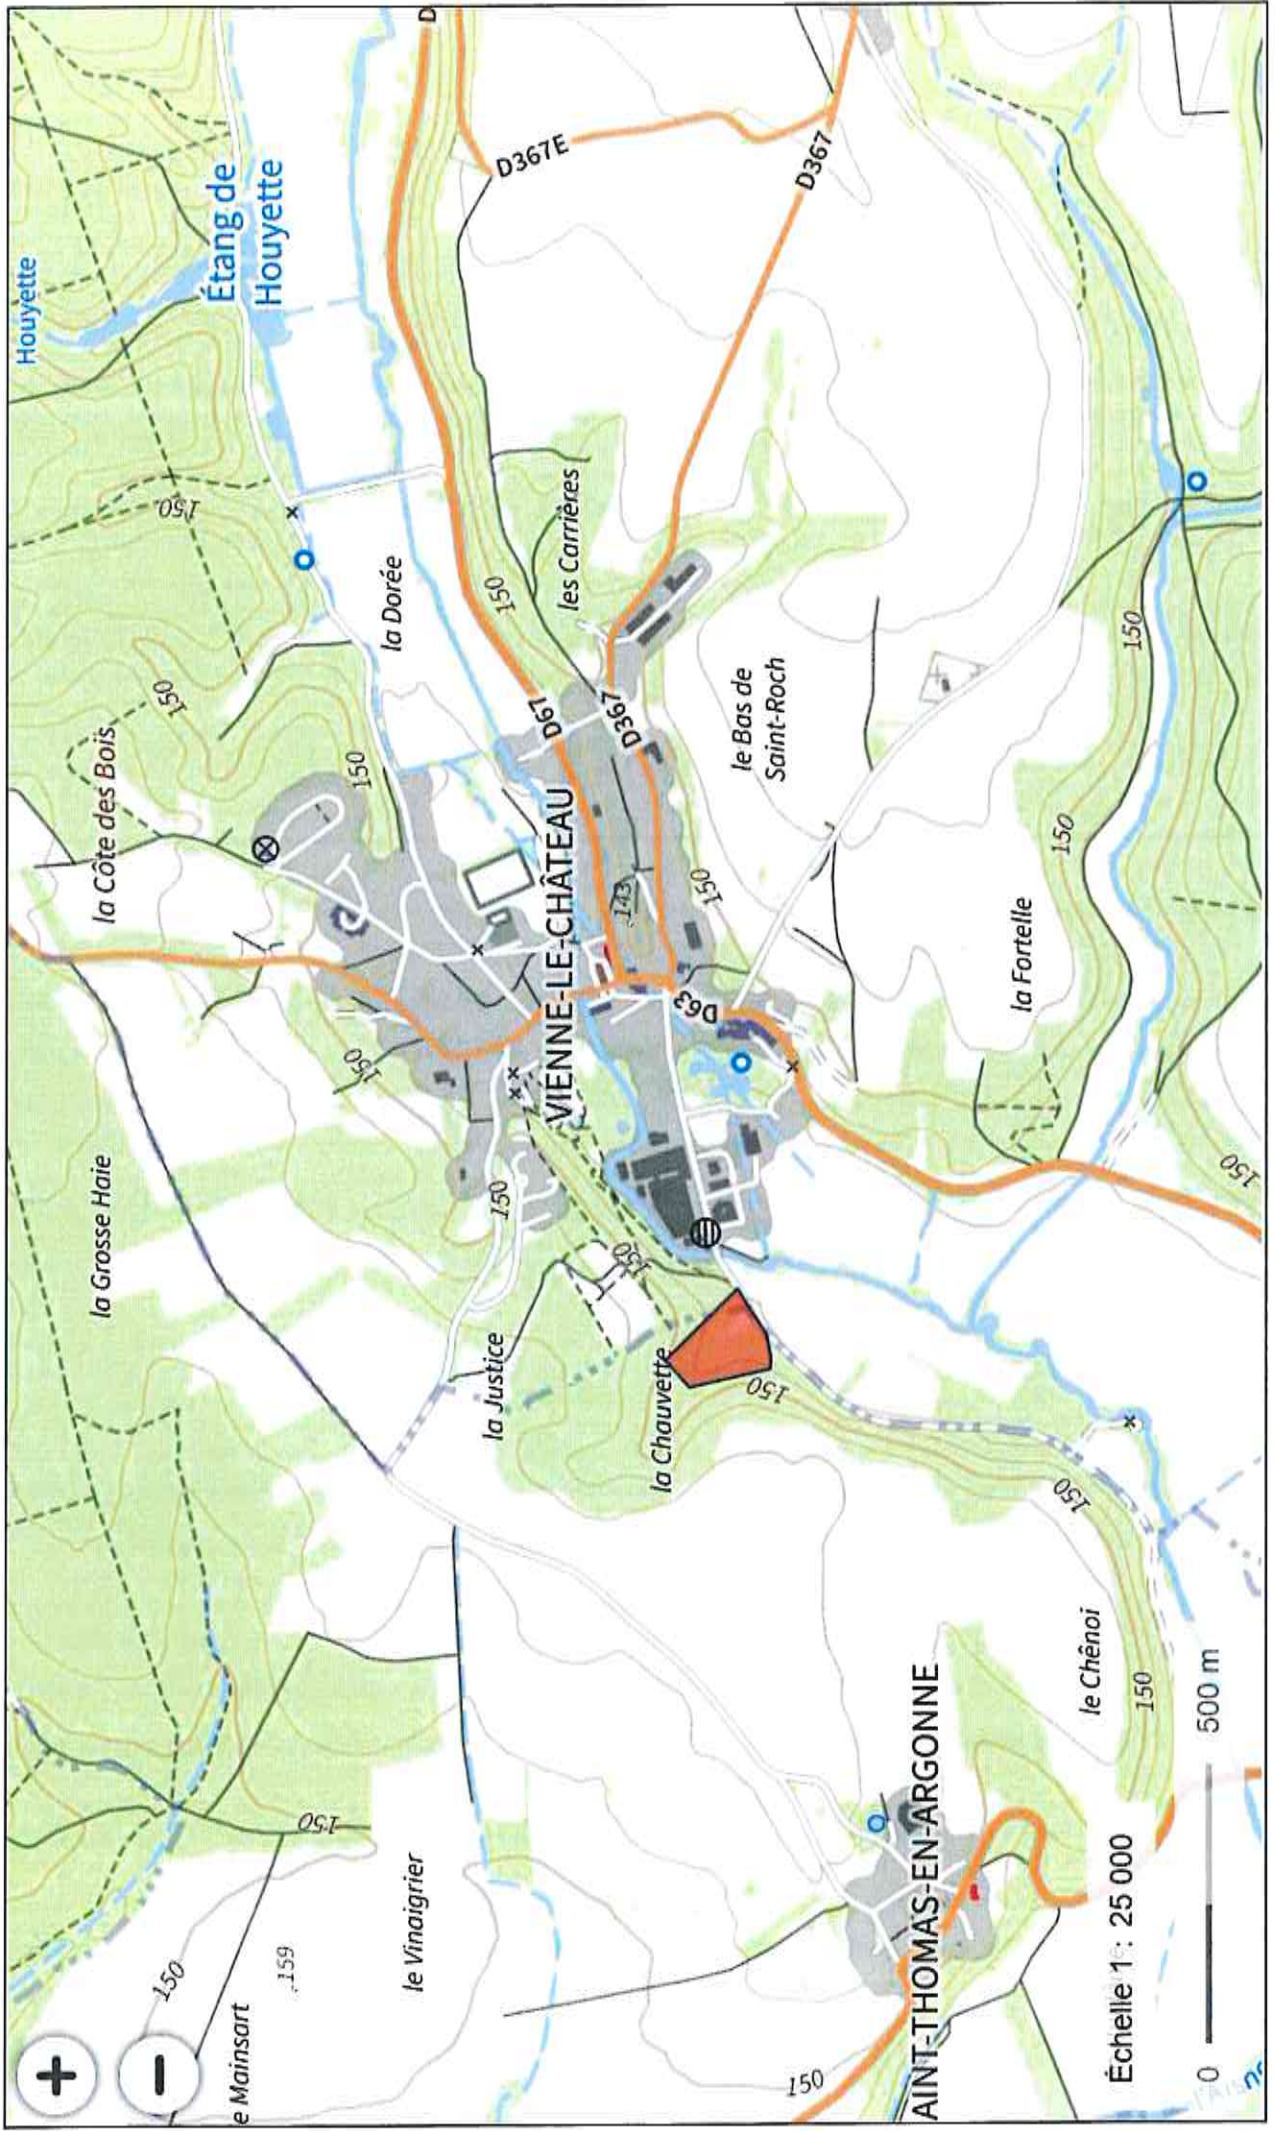 Houyette
Étang de
Houyette
150
la Côte des Bois
150
la Grosse Haie
150
159
e Mainsart
150
150
150
la Dorée
le Vinaigrier
D
150
la Justice
150
D67
D367E
VIENNE-LE-CHÂTEAU
les Carrières
143
150
D367
la Chauvette
D63
150
le Bas de
Saint-Roch
150
150
D367
AINT-THOMAS-EN-ARGONNE
la Fortelle
150
150
le Chênoi
150
150
Échelle 1 : 25 000
0
500 m
150